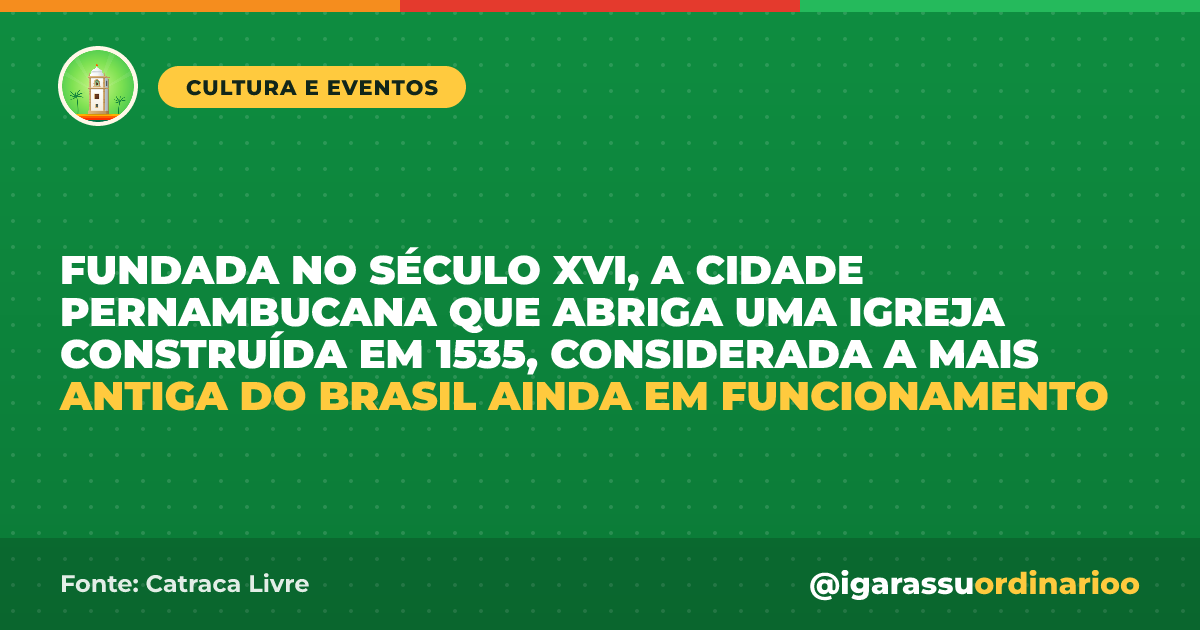 CULTURA E EVENTOS
FUNDADA NO SÉCULO XVI, A CIDADE
PERNAMBUCANA QUE ABRIGA UMA IGREJA
CONSTRUÍDA EM 1535, CONSIDERADA A MAIS
ANTIGA DO BRASIL AINDA EM FUNCIONAMENTO
Fonte: Catraca Livre
@igarassuordinarioo